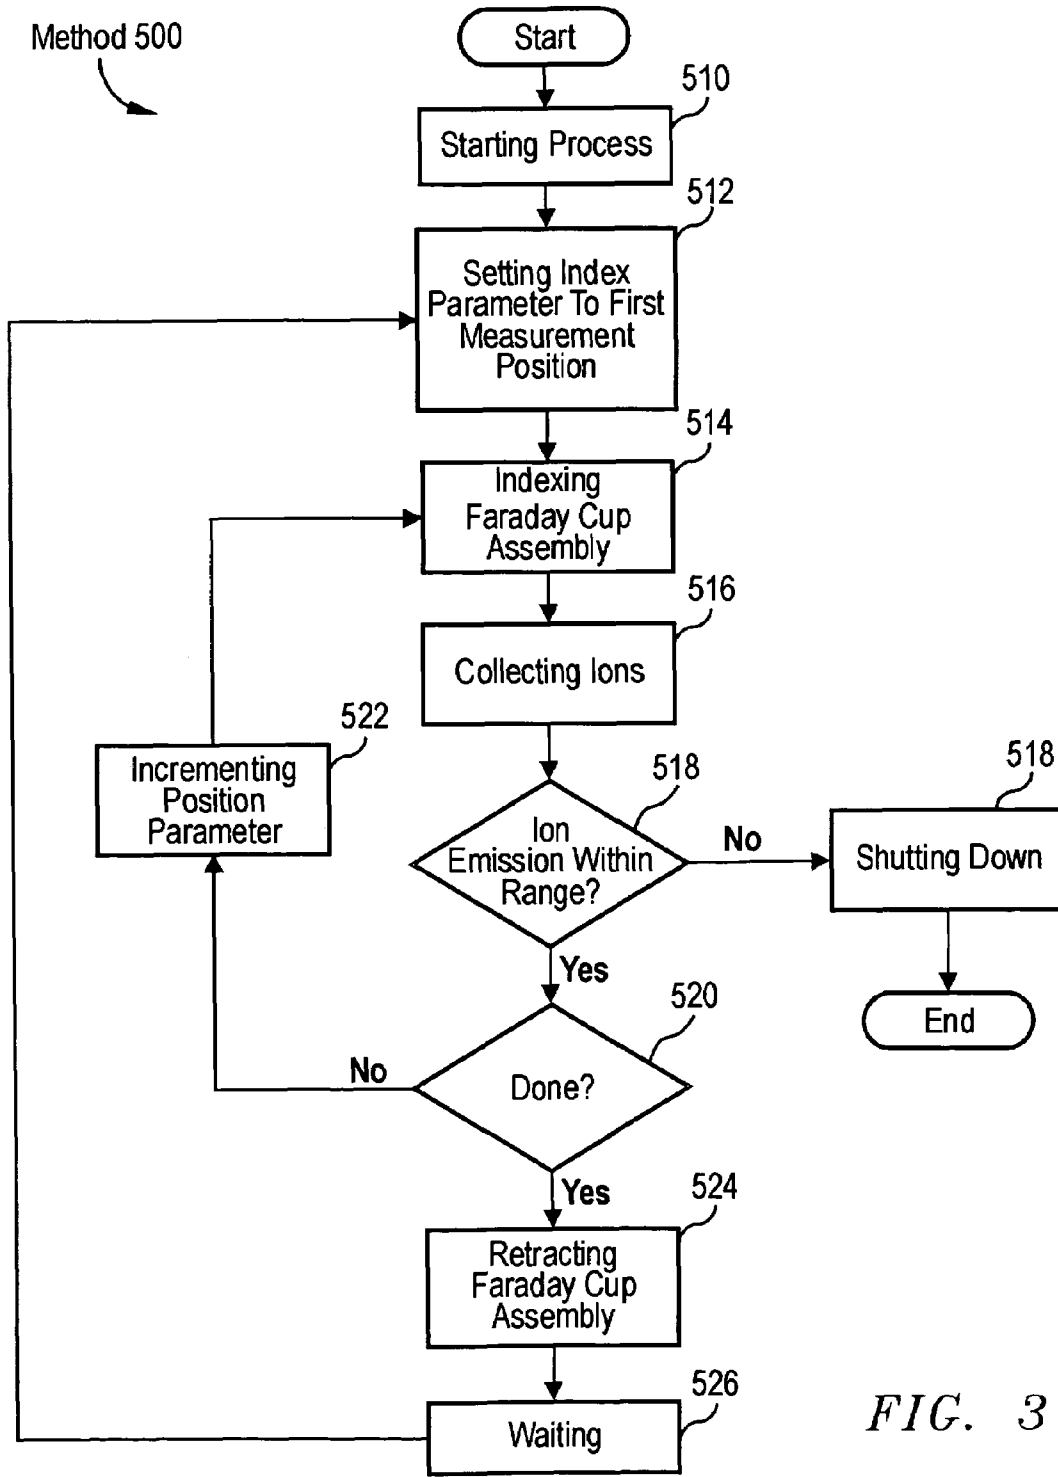 Method 500
Start
510
Starting Process
512
Setting Index
Parameter To First
Measurement
Position
514
Indexing
Faraday Cup
Assembly
516
Collecting Ions
522
Incrementing
Position
Parameter
518
Ion
Emission Within
Range?
No
518
Shutting Down
Yes
End
520
Done?
No
Yes
524
Retracting
Faraday Cup
Assembly
526
Waiting
FIG. 3